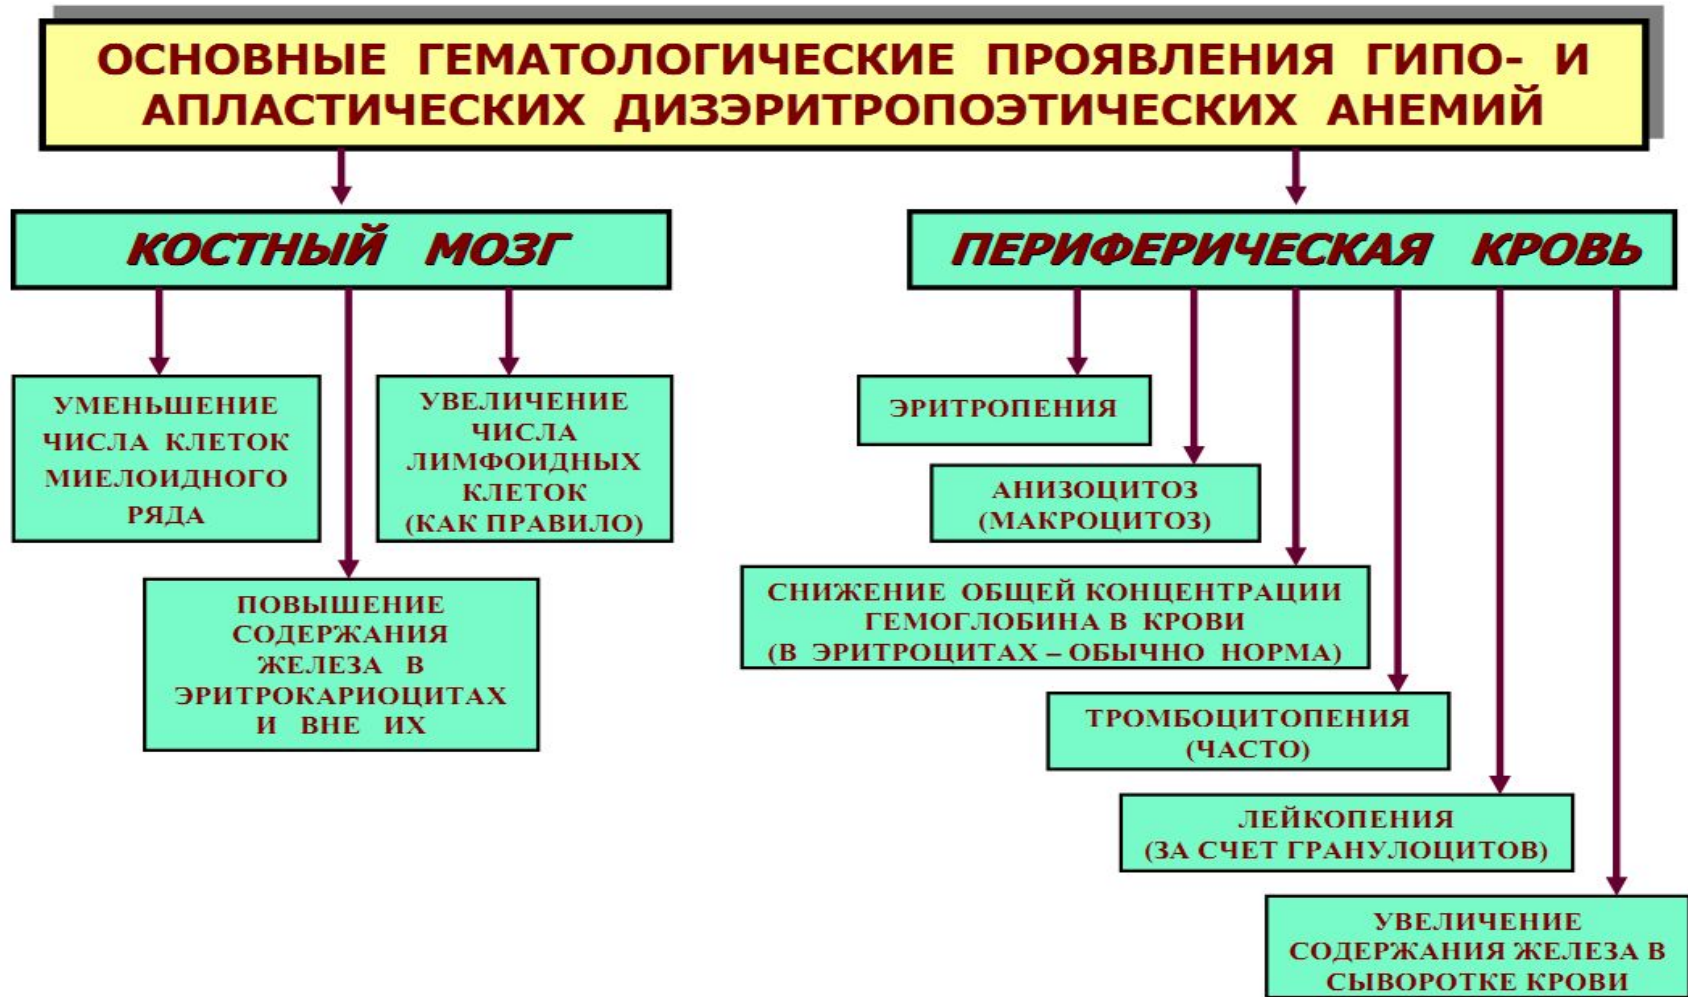 ОСНОВНЫЕ ГЕМАТОЛОГИЧЕСКИЕ ПРОЯВЛЕНИЯ ГИПО- И
АПЛАСТИЧЕСКИХ ДИЗЭРИТРОПОЭТИЧЕСКИХ АНЕМИЙ
КОСТНЫЙ МОЗГ
УМЕНЬШЕНИЕ
ЧИСЛА КЛЕТОК
МИЕЛОИДНОГО
РЯДА
ПОВЫШЕНИЕ
СОДЕРЖАНИЯ
ЖЕЛЕЗА В
ЭРИТРОКАРИОЦИТАХ
И ВНЕ ИХ
УВЕЛИЧЕНИЕ
ЧИСЛА
ЛИМФОИДНЫХ
КЛЕТОК
(КАК ПРАВИЛО)
ПЕРИФЕРИЧЕСКАЯ КРОВЬ
ЭРИТРОПЕНИЯ
АНИЗОЦИТОЗ
(МАКРОЦИТОЗ)
СНИЖЕНИЕ ОБЩЕЙ КОНЦЕНТРАЦИИ
ГЕМОГЛОБИНА В КРОВИ
(В ЭРИТРОЦИТАХ – ОБЫЧНО НОРМА)
ТРОМБОЦИТОПЕНИЯ
(ЧАСТО)
ЛЕЙКОПЕНИЯ
(ЗА СЧЕТ ГРАНУЛОЦИТОВ)
УВЕЛИЧЕНИЕ
СОДЕРЖАНИЯ ЖЕЛЕЗА В
СЫВОРОТКЕ КРОВИ